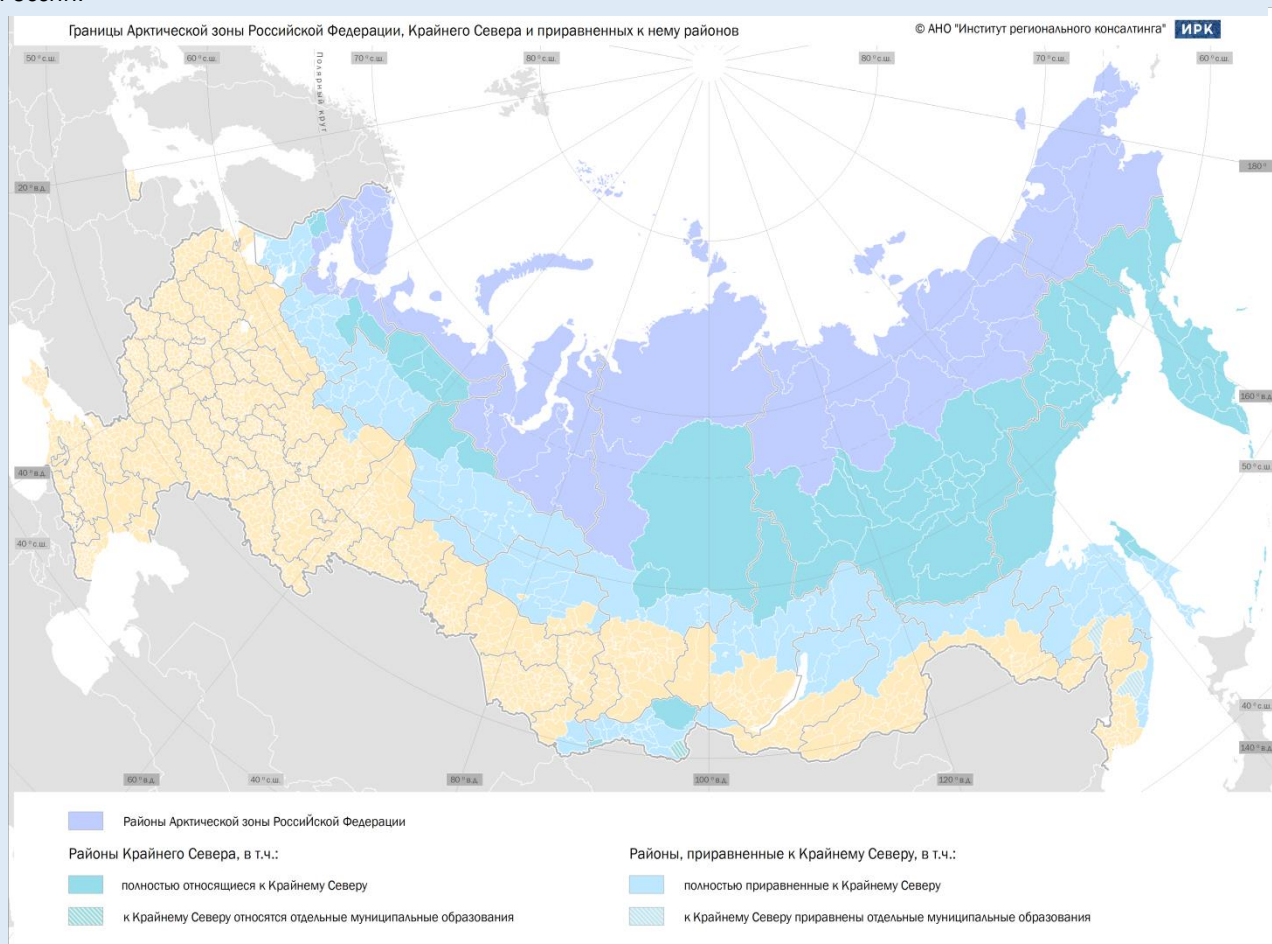 Границы Арктической зоны Российской Федерации, Крайнего Севера и приравненных к нему районов
© АНО "Институт регионального консалтинга" ИРК
50 ° с.ш. 60 ° с.ш. 70 ° с.ш. 80 ° с.ш. 80 ° с.ш. 70 ° с.ш. 60 ° с.ш.
Полярный круг
180°
20 ° в.д.
160 ° в.д.
40 ° в.д.
50 ° с.ш.
40 ° с.ш.
40 ° с.ш.
140 ° в.д.
60 ° в.д. 40 ° с.ш. 80 ° в.д. 100 ° в.д. 120 ° в.д.
Районы Арктической зоны РоссиЙской Федерации
Районы Крайнего Севера, в т.ч.:
полностью относящиеся к Крайнему Северу
к Крайнему Северу относятся отдельные муниципальные образования
Районы, приравненные к Крайнему Северу, в т.ч.:
полностью приравненные к Крайнему Северу
к Крайнему Северу приравнены отдельные муниципальные образования